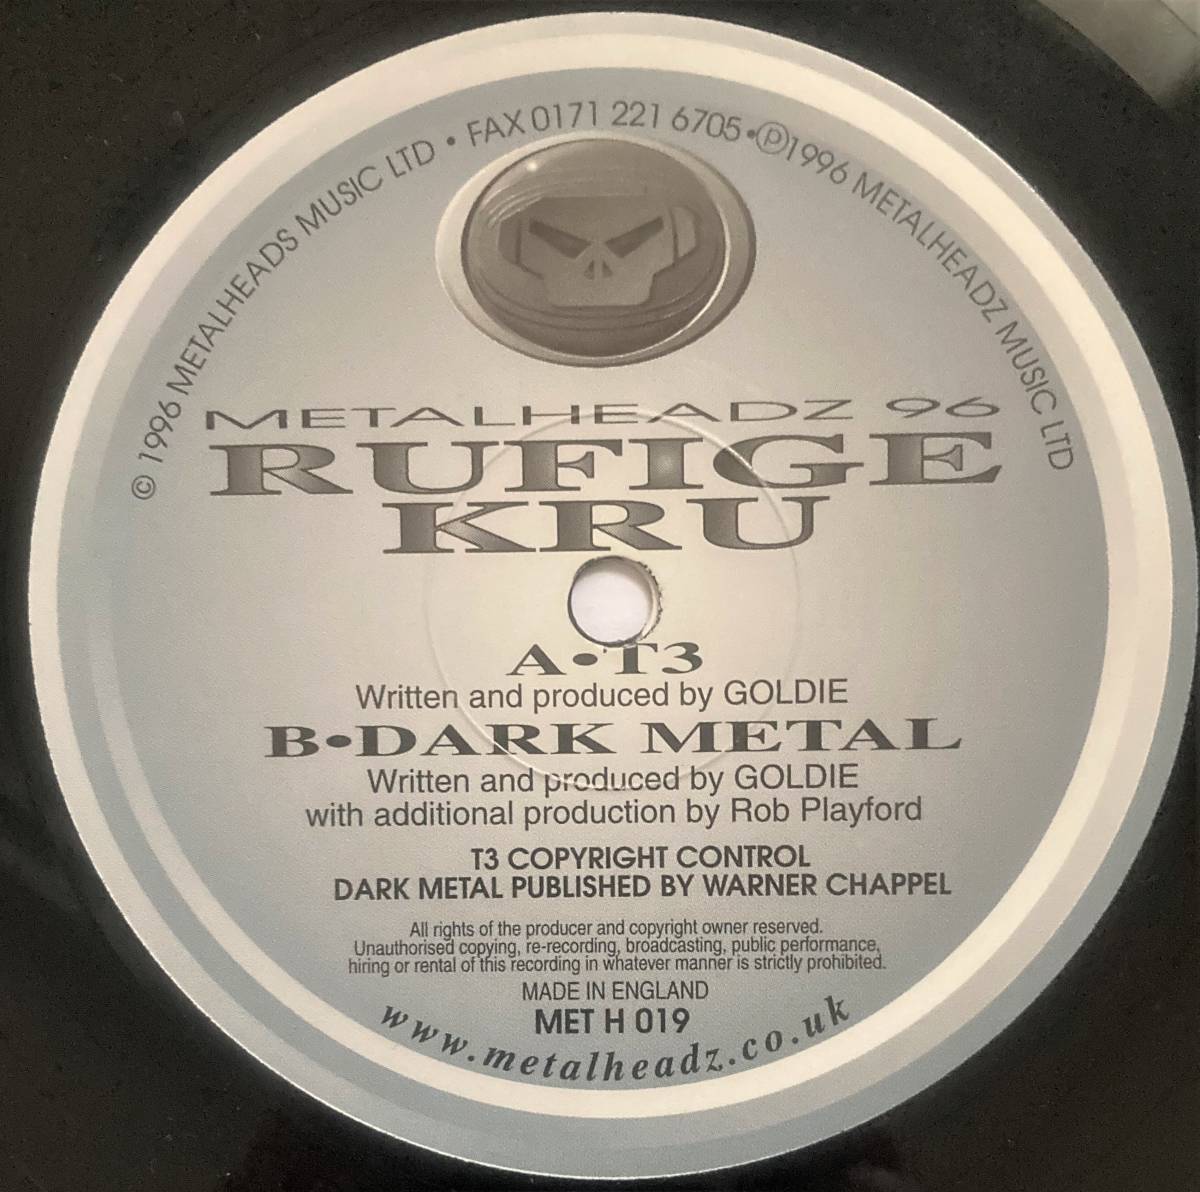 © 1996 METALHEADS MUSIC LTD • FAX 0171 221 6705 • ℗ 1996 METALHEADZ MUSIC LTD
METALHEADZ 96
RUFIGE
KRU
A•T3
Written and produced by GOLDIE
B•DARK METAL
Written and produced by GOLDIE
with additional production by Rob Playford
T3 COPYRIGHT CONTROL
DARK METAL PUBLISHED BY WARNER CHAPPEL
All rights of the producer and copyright owner reserved.
Unauthorised copying, re-recording, broadcasting, public performance,
hiring or rental of this recording in whatever manner is strictly prohibited.
MADE IN ENGLAND
MET H 019
www.metalheadz.co.uk